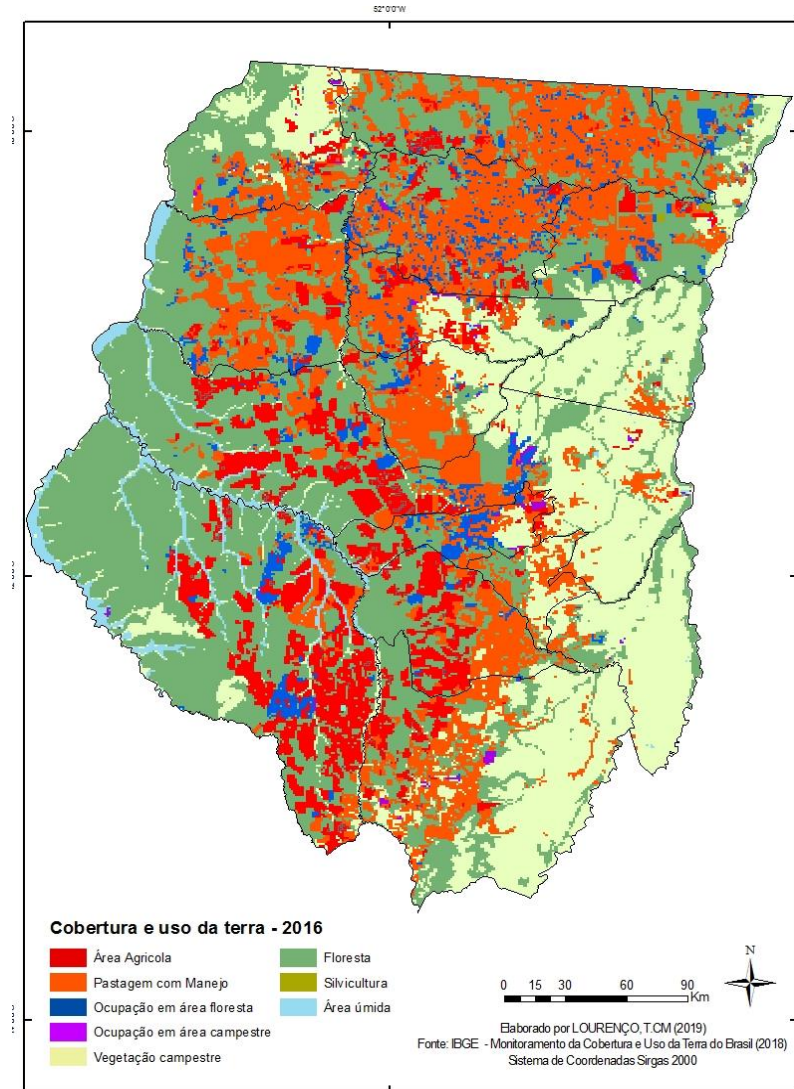 52°0'0"W
Cobertura e uso da terra - 2016
Área Agricola
Pastagem com Manejo
Ocupação em área floresta
Ocupação em área campestre
Vegetação campestre
Floresta
Silvicultura
Área úmida
N
0 15 30 60 90
Km
Elaborado por LOURENÇO, T.CM (2019)
Fonte: IBGE - Monitoramento da Cobertura e Uso da Terra do Brasil (2018)
Sistema de Coordenadas Sirgas 2000